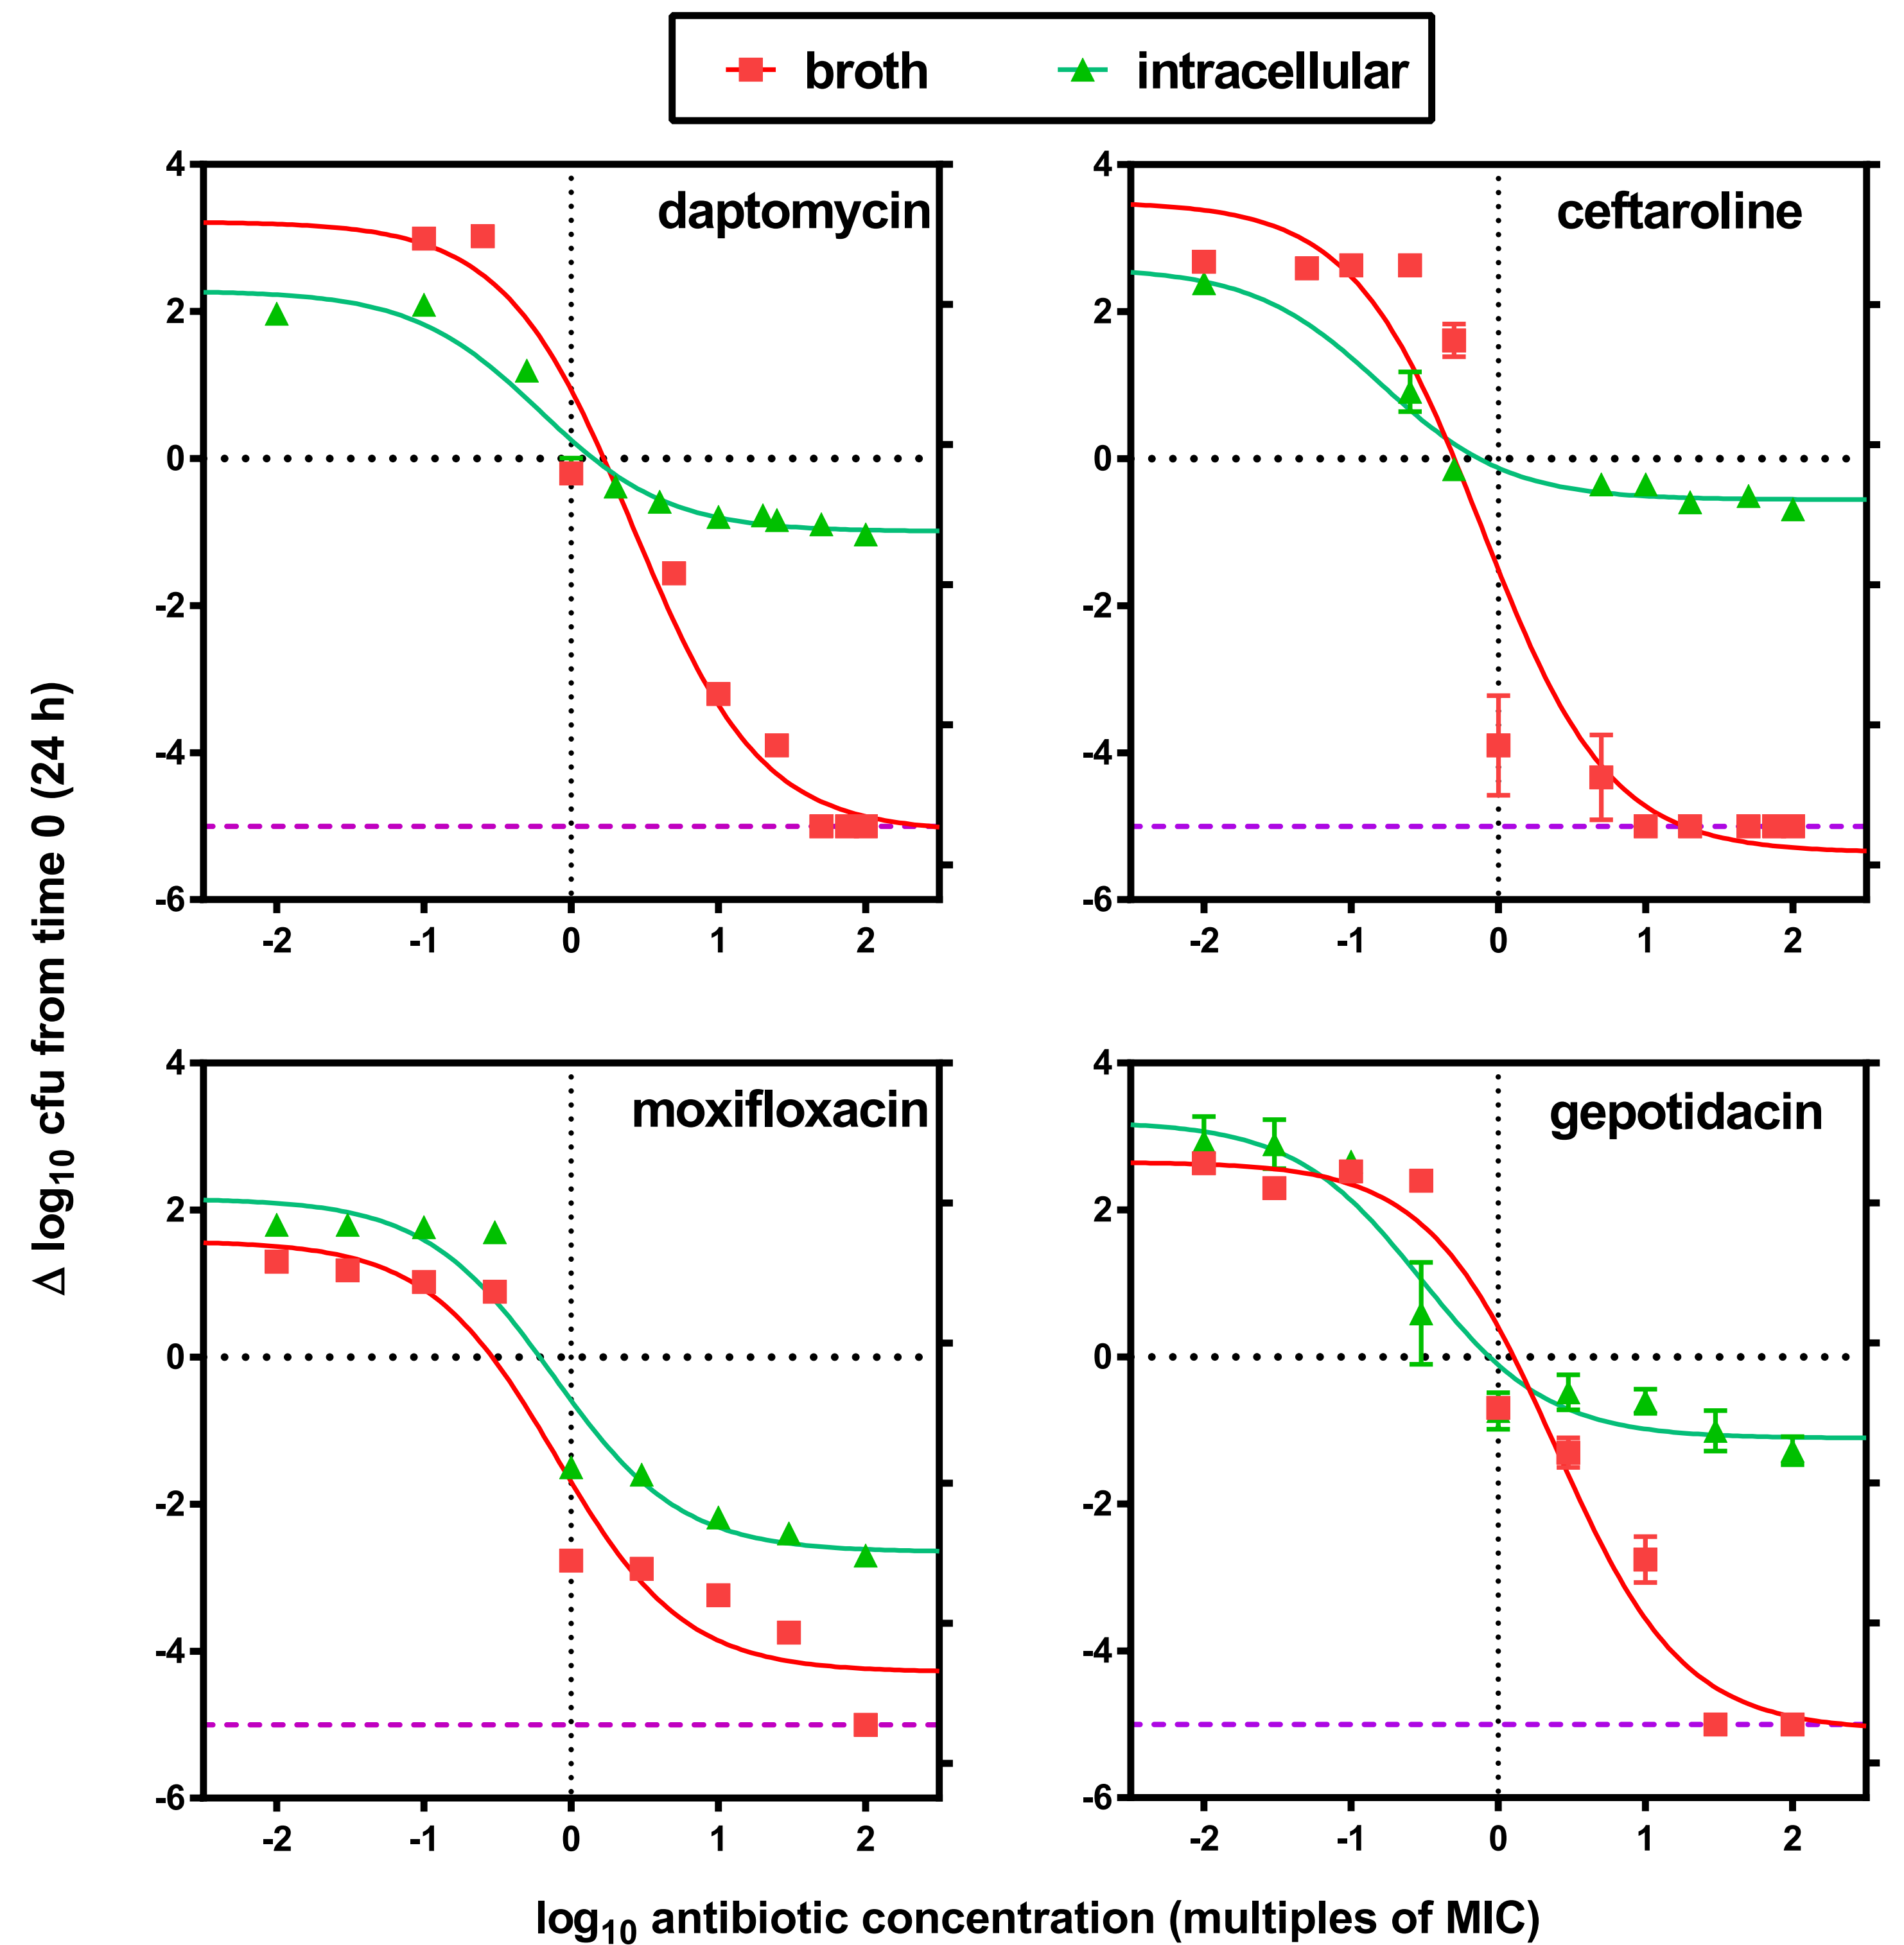 broth intracellular
daptomycin
4
2
0
-2
-4
-6
-2 -1 0 1 2
ceftaroline
4
2
0
-2
-4
-6
-2 -1 0 1 2
Δ log10 cfu from time 0 (24 h)
moxifloxacin
4
2
0
-2
-4
-6
-2 -1 0 1 2
gepotidacin
4
2
0
-2
-4
-6
-2 -1 0 1 2
log10 antibiotic concentration (multiples of MIC)